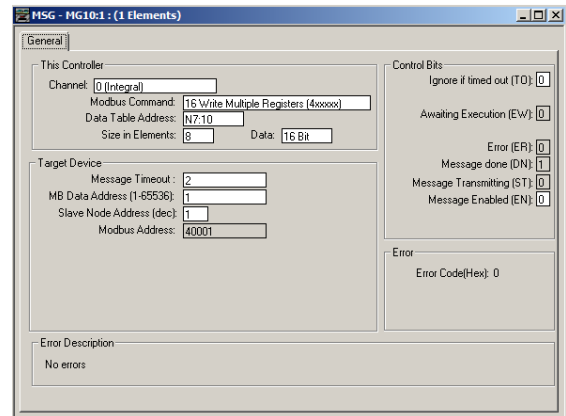 MSG - MG10:1 : (1 Elements)
General
This Controller
Channel: 0 (Integral)
Modbus Command: 16 Write Multiple Registers (4xxxxx)
Data Table Address: N7:10
Size in Elements: 8 Data: 16 Bit
Target Device
Message Timeout : 2
MB Data Address (1-65536): 1
Slave Node Address (dec): 1
Modbus Address: 40001
Control Bits
Ignore if timed out (TO): 0
Awaiting Execution (EW): 0
Error (ER): 0
Message done (DN): 1
Message Transmitting (ST): 0
Message Enabled (EN): 0
Error
Error Code(Hex): 0
Error Description
No errors